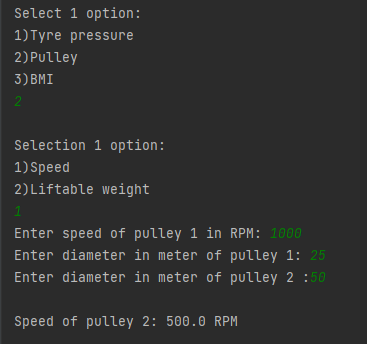 Select 1 option:
1)Tyre pressure
2)Pulley
3)BMI
2
Selection 1 option:
1)Speed
2)Liftable weight
1
Enter speed of pulley 1 in RPM: 1000
Enter diameter in meter of pulley 1: 25
Enter diameter in meter of pulley 2 :50
Speed of pulley 2: 500.0 RPM